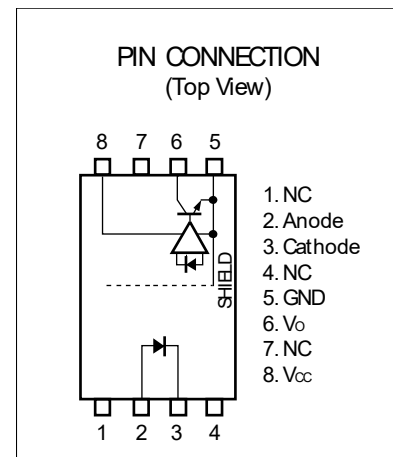 PIN CONNECTION
(Top View)
8 7 6 5
SHIELD
1 2 3 4
1. NC
2. Anode
3. Cathode
4. NC
5. GND
6. Vo
7. NC
8. Vcc